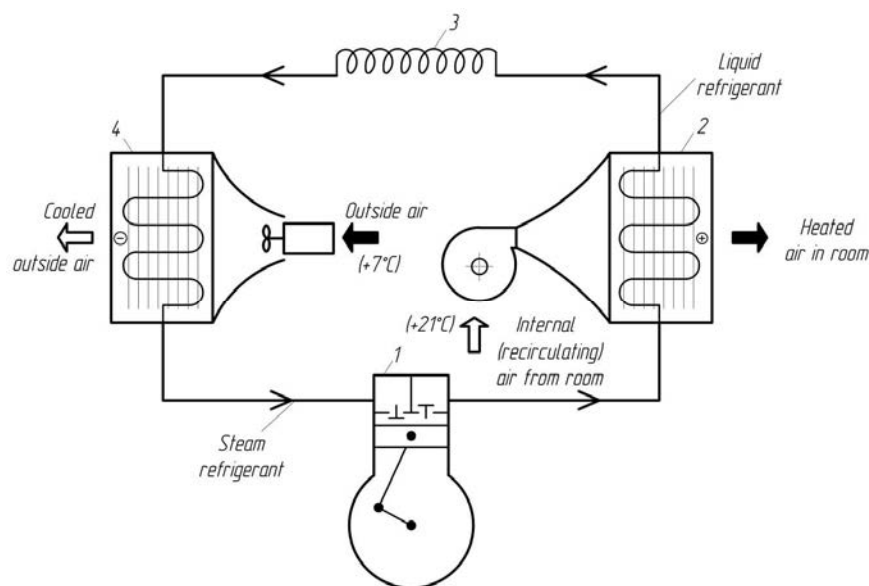 3
Liquid
refrigerant
4
2
Cooled
outside air
Outside air
(+7°C)
Heated
air in room
(+21°C)
Internal
(recirculating)
air from room
1
Steam
refrigerant